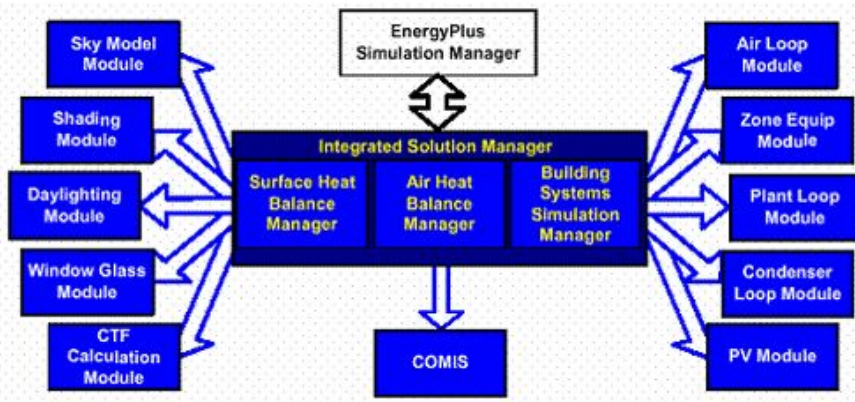 EnergyPlus
Simulation Manager
Sky Model
Module
Shading
Module
Daylighting
Module
Window Glass
Module
CTF
Calculation
Module
Integrated Solution Manager
Surface Heat
Balance
Manager
Air Heat
Balance
Manager
Building
Systems
Simulation
Manager
COMIS
Air Loop
Module
Zone Equip
Module
Plant Loop
Module
Condenser
Loop Module
PV Module